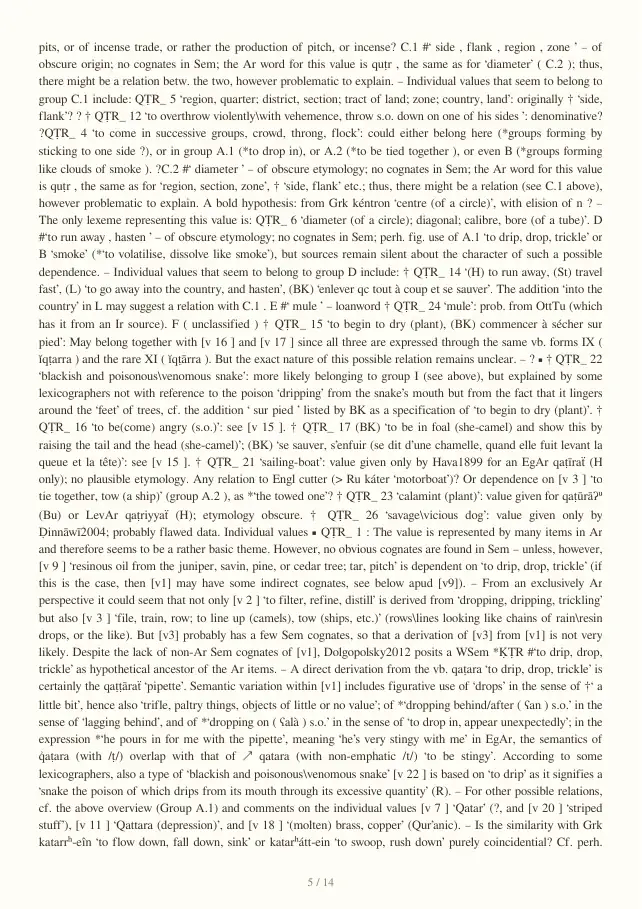 pits, or of incense trade, or rather the production of pitch, or incense? C.1 #‘ side , flank , region , zone ’ – of
obscure origin; no cognates in Sem; the Ar word for this value is quṭr , the same as for ‘diameter’ ( C.2 ); thus,
there might be a relation betw. the two, however problematic to explain. – Individual values that seem to belong to
group C.1 include: QṬR_ 5 ‘region, quarter; district, section; tract of land; zone; country, land’: originally † ‘side,
flank’? ? † QṬR_ 12 ‘to overthrow violently\with vehemence, throw s.o. down on one of his sides ’: denominative?
?QṬR_ 4 ‘to come in successive groups, crowd, throng, flock’: could either belong here (*groups forming by
sticking to one side ?), or in group A.1 (*to drop in), or A.2 (*to be tied together ), or even B (*groups forming
like clouds of smoke ). ?C.2 #‘ diameter ’ – of obscure etymology; no cognates in Sem; the Ar word for this value
is quṭr , the same as for ‘region, section, zone’, † ‘side, flank’ etc.; thus, there might be a relation (see C.1 above),
however problematic to explain. A bold hypothesis: from Grk kéntron ‘centre (of a circle)’, with elision of n ? –
The only lexeme representing this value is: QṬR_ 6 ‘diameter (of a circle); diagonal; calibre, bore (of a tube)’. D
#‘to run away , hasten ’ – of obscure etymology; no cognates in Sem; perh. fig. use of A.1 ‘to drip, drop, trickle’ or
B ‘smoke’ (*‘to volatilise, dissolve like smoke’), but sources remain silent about the character of such a possible
dependence. – Individual values that seem to belong to group D include: † QṬR_ 14 ‘(H) to run away, (St) travel
fast’, (L) ‘to go away into the country, and hasten’, (BK) ‘enlever qc tout à coup et se sauver’. The addition ‘into the
country’ in L may suggest a relation with C.1 . E #‘ mule ’ – loanword † QṬR_ 24 ‘mule’: prob. from OttTu (which
has it from an Ir source). F ( unclassified ) † QṬR_ 15 ‘to begin to dry (plant), (BK) commencer à sécher sur
pied’: May belong together with [v 16 ] and [v 17 ] since all three are expressed through the same vb. forms IX (
ĭqṭarra ) and the rare XI ( ĭqṭārra ). But the exact nature of this possible relation remains unclear. – ? ▪ † QṬR_ 22
‘blackish and poisonous\venomous snake’: more likely belonging to group I (see above), but explained by some
lexicographers not with reference to the poison ‘dripping’ from the snake’s mouth but from the fact that it lingers
around the ‘feet’ of trees, cf. the addition ‘ sur pied ’ listed by BK as a specification of ‘to begin to dry (plant)’. †
QṬR_ 16 ‘to be(come) angry (s.o.)’: see [v 15 ]. † QṬR_ 17 (BK) ‘to be in foal (she-camel) and show this by
raising the tail and the head (she-camel)’; (BK) ‘se sauver, s’enfuir (se dit d’une chamelle, quand elle fuit levant la
queue et la tête)’: see [v 15 ]. † QṬR_ 21 ‘sailing-boat’: value given only by Hava1899 for an EgAr qaṭīraẗ (H
only); no plausible etymology. Any relation to Engl cutter (> Ru káter ‘motorboat’)? Or dependence on [v 3 ] ‘to
tie together, tow (a ship)’ (group A.2 ), as *‘the towed one’? † QṬR_ 23 ‘calamint (plant)’: value given for qaṭūrāʔᵘ
(Bu) or LevAr qaṭriyyaẗ (H); etymology obscure. † QṬR_ 26 ‘savage\vicious dog’: value given only by
Ḍinnāwī2004; probably flawed data. Individual values ▪ QṬR_ 1 : The value is represented by many items in Ar
and therefore seems to be a rather basic theme. However, no obvious cognates are found in Sem – unless, however,
[v 9 ] ‘resinous oil from the juniper, savin, pine, or cedar tree; tar, pitch’ is dependent on ‘to drip, drop, trickle’ (if
this is the case, then [v1] may have some indirect cognates, see below apud [v9]). – From an exclusively Ar
perspective it could seem that not only [v 2 ] ‘to filter, refine, distill’ is derived from ‘dropping, dripping, trickling’
but also [v 3 ] ‘file, train, row; to line up (camels), tow (ships, etc.)’ (rows\lines looking like chains of rain\resin
drops, or the like). But [v3] probably has a few Sem cognates, so that a derivation of [v3] from [v1] is not very
likely. Despite the lack of non-Ar Sem cognates of [v1], Dolgopolsky2012 posits a WSem *ḲṬR #‘to drip, drop,
trickle’ as hypothetical ancestor of the Ar items. – A direct derivation from the vb. qaṭara ‘to drip, drop, trickle’ is
certainly the qaṭṭāraẗ ‘pipette’. Semantic variation within [v1] includes figurative use of ‘drops’ in the sense of †‘ a
little bit’, hence also ‘trifle, paltry things, objects of little or no value’; of *‘dropping behind/after ( ʕan ) s.o.’ in the
sense of ‘lagging behind’, and of *‘dropping on ( ʕalà ) s.o.’ in the sense of ‘to drop in, appear unexpectedly’; in the
expression *‘he pours in for me with the pipette’, meaning ‘he’s very stingy with me’ in EgAr, the semantics of
q̇aṭara (with /ṭ/) overlap with that of ↗ qatara (with non-emphatic /t/) ‘to be stingy’. According to some
lexicographers, also a type of ‘blackish and poisonous\venomous snake’ [v 22 ] is based on ‘to drip’ as it signifies a
‘snake the poison of which drips from its mouth through its excessive quantity’ (R). – For other possible relations,
cf. the above overview (Group A.1) and comments on the individual values [v 7 ] ‘Qatar’ (?, and [v 20 ] ‘striped
stuff’), [v 11 ] ‘Qattara (depression)’, and [v 18 ] ‘(molten) brass, copper’ (Qur’anic). – Is the similarity with Grk
katarrʰ-eîn ‘to flow down, fall down, sink’ or katarʰátt-ein ‘to swoop, rush down’ purely coincidential? Cf. perh.
5 / 14